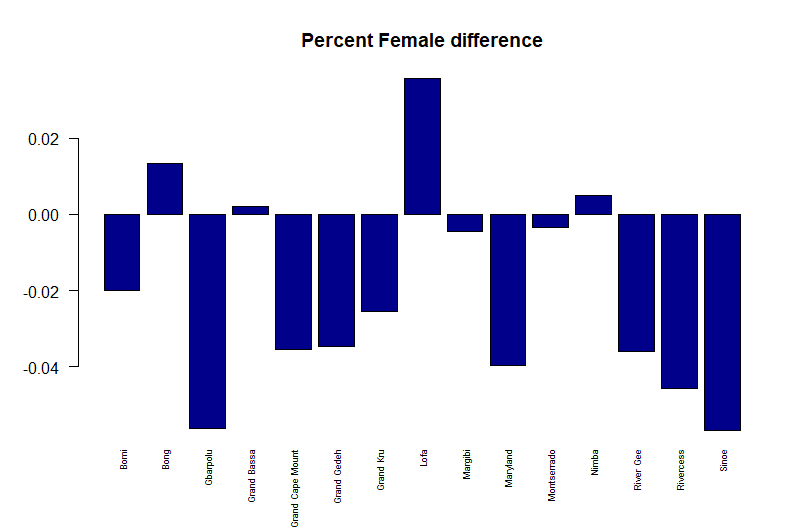 Percent Female difference
0.02
0.00
-0.02
-0.04
Bomi
Bong
Gbarpolu
Grand Bassa
Grand Cape Mount
Grand Gedeh
Grand Kru
Lofa
Margibi
Maryland
Montserrado
Nimba
River Gee
Rivercess
Sinoe